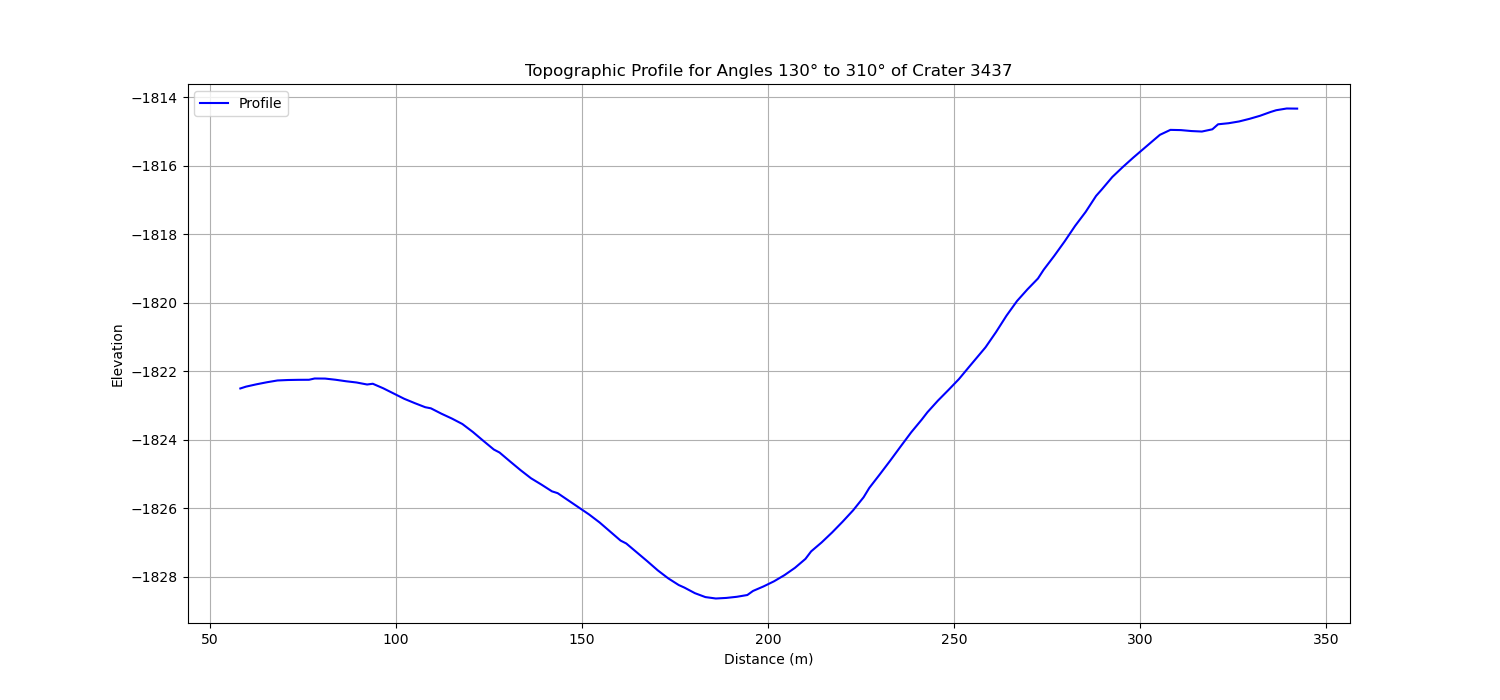 Topographic Profile for Angles 130° to 310° of Crater 3437
Profile
−1814
−1816
−1818
−1820
−1822
−1824
−1826
−1828
Elevation
50 100 150 200 250 300 350
Distance (m)